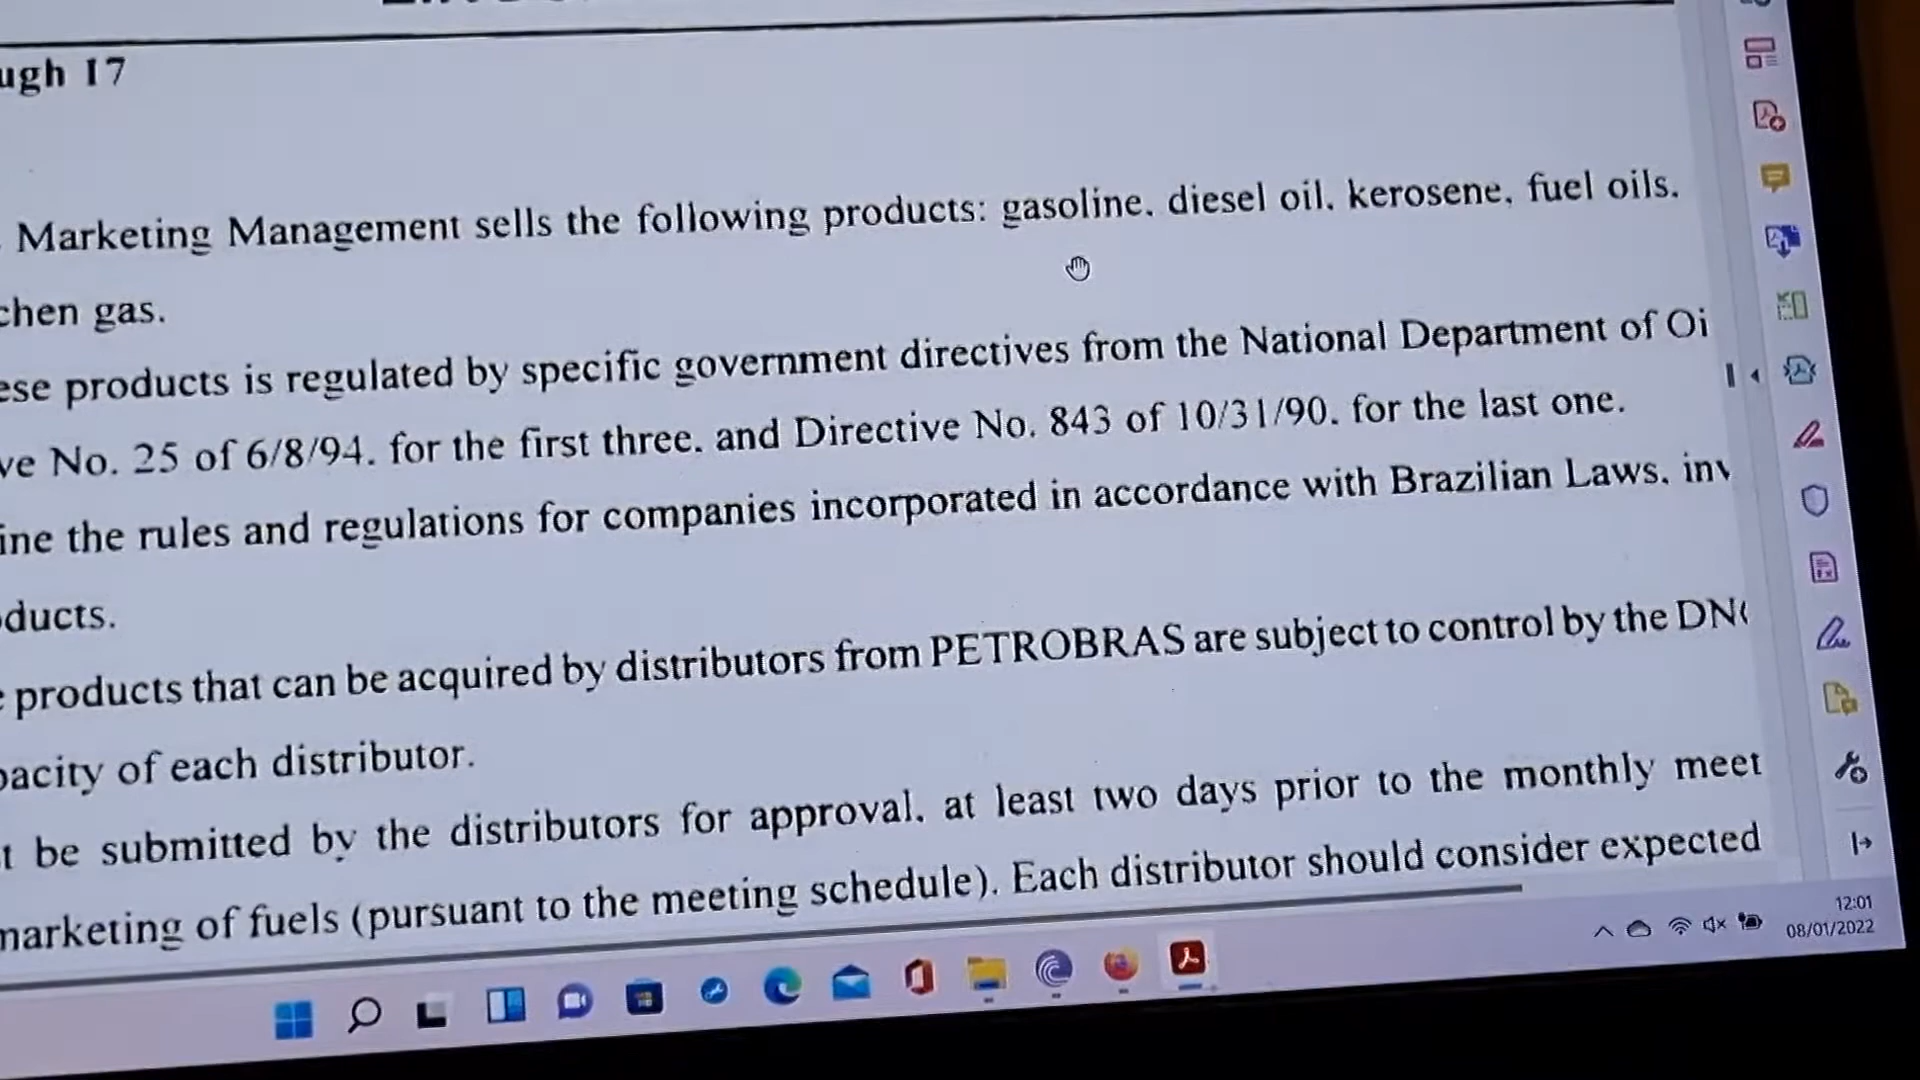 ugh 17
Marketing Management sells the following products: gasoline. diesel oil. kerosene, fuel oils.
chen gas.
ese products is regulated by specific government directives from the National Department of Oi
ve No. 25 of 6/8/94. for the first three. and Directive No. 843 of 10/31/90. for the last one.
ine the rules and regulations for companies incorporated in accordance with Brazilian Laws. inv
ducts.
products that can be acquired by distributors from PETROBRAS are subject to control by the DN
pacity of each distributor.
t be submitted by the distributors for approval. at least two days prior to the monthly meet
marketing of fuels (pursuant to the meeting schedule). Each distributor should consider expected
12:01
08/01/2022